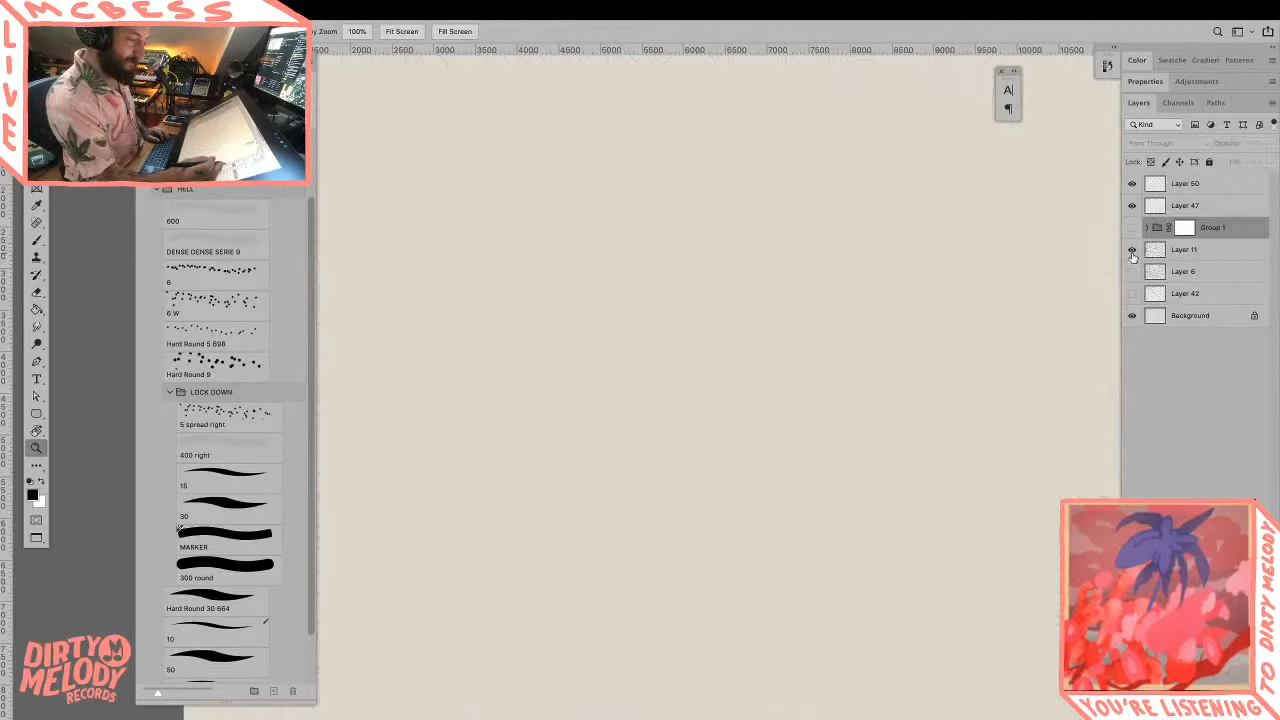 MCBESS
LIVE
y Zoom 100% Fit Screen Fill Screen
4500 2000 2500 3000 3500 4000 4500 5000 5500 6000 6500 7000 7500 8000 8500 9000 9500 10000 10500
Color Swatche Gradien Patterns
Properties Adjustments
Layers Channels Paths
Kind
Pass Through Opacity:
Lock:
Layer 50
Layer 47
Group 1
Layer 11
Layer 6
Layer 42
Background
A
¶
HELL
600
DENSE DENSE SERIE 9
6
6 W
Hard Round 5 698
Hard Round 9
LOCK DOWN
5 spread right
400 right
15
30
MARKER
300 round
Hard Round 30 664
10
50
DIRTY
MELODY
RECORDS
YOU'RE LISTENING
TO DIRTY MELODY